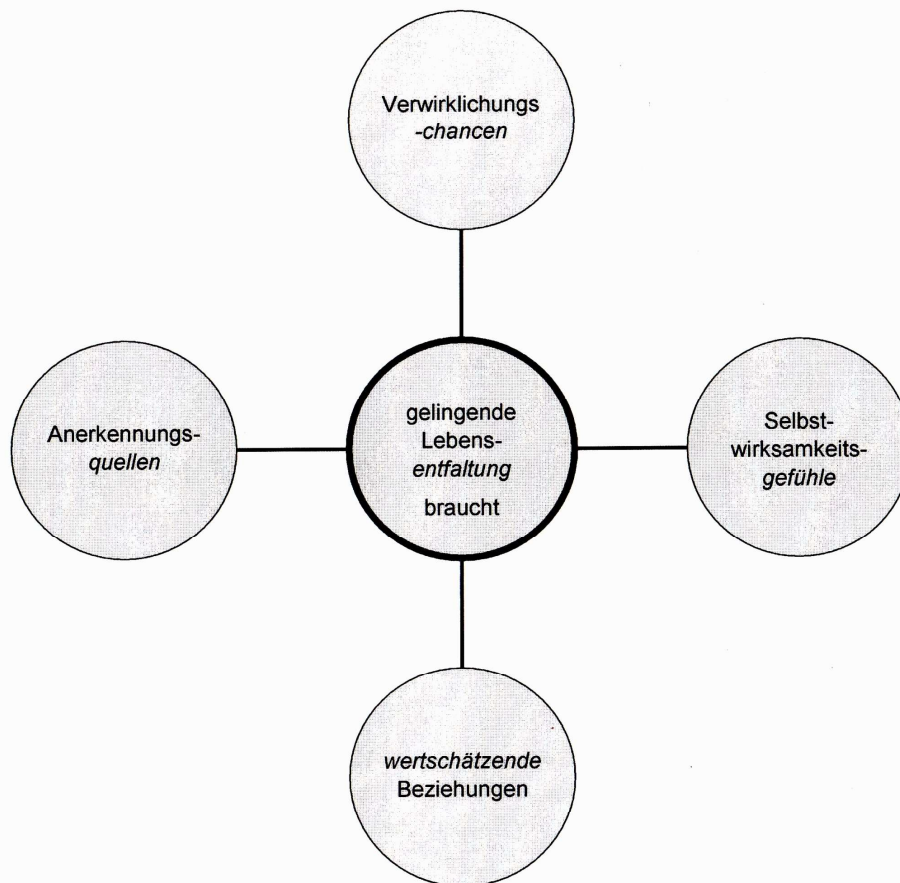 Verwirklichungs
-chancen
Anerkennungs-
quellen
gelingende
Lebens-
entfaltung
braucht
Selbst-
wirksamkeits-
gefühle
wertschätzende
Beziehungen